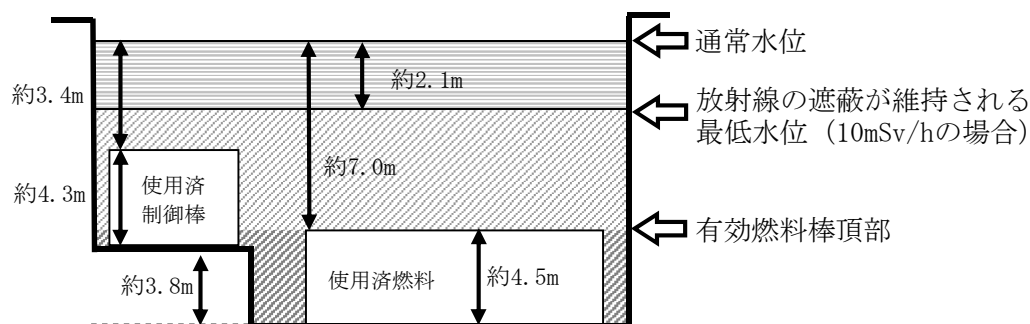 通常水位
約2.1m
約3.4m
放射線の遮蔽が維持される
最低水位（10mSv/hの場合）
約7.0m
約4.3m
使用済
制御棒
有効燃料棒頂部
約3.8m
使用済燃料
約4.5m